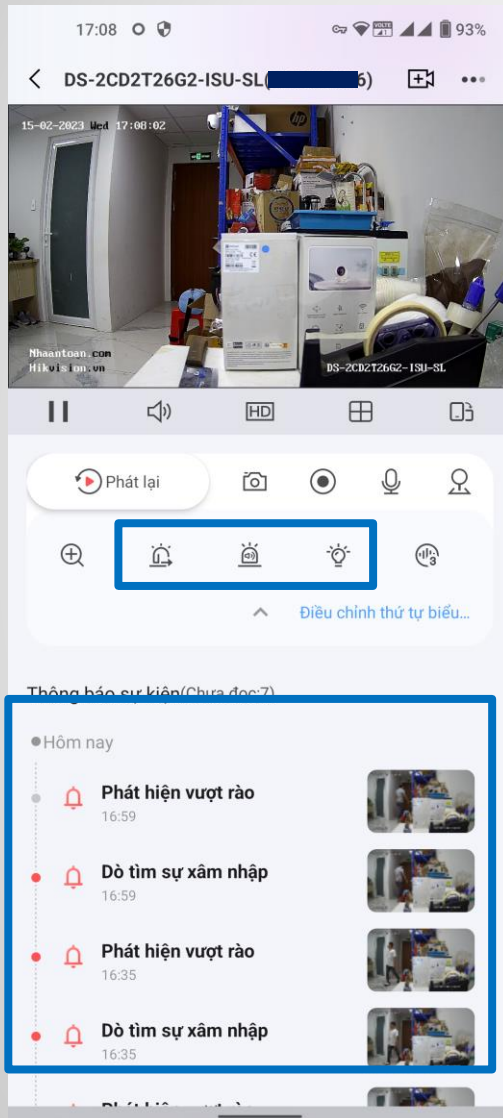 17:08
VOLTE
93%
DS-2CD2T26G2-ISU-SL( 6)
15-02-2023 Wed 17:08:02
hp
Nhaantoan.com
Hikvision.vn
DS-2CD2T26G2-ISU-SL
HD
Phát lại
3
Điều chỉnh thứ tự biểu...
Thông báo sự kiện(Chưa đọc:7)
Hôm nay
Phát hiện vượt rào
16:59
Dò tìm sự xâm nhập
16:59
Phát hiện vượt rào
16:35
Dò tìm sự xâm nhập
16:35